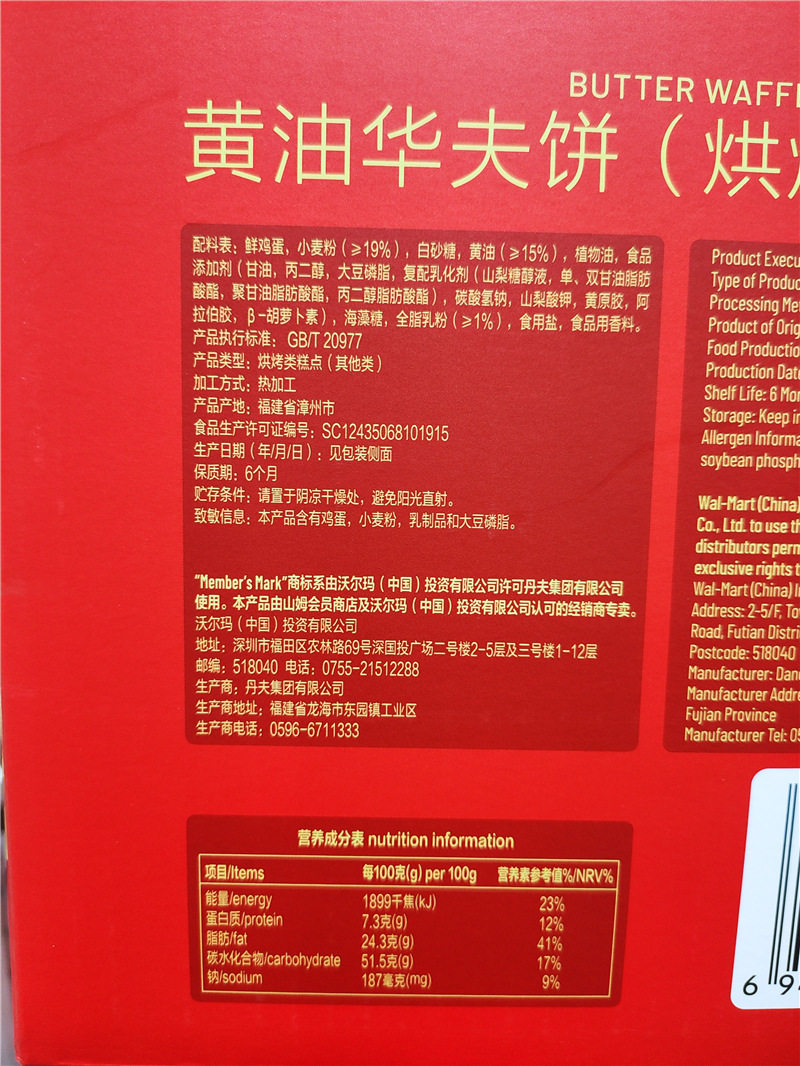 BUTTER WAFF
黄油华夫饼（烘
配料表：鲜鸡蛋，小麦粉（≥19%），白砂糖，黄油（≥15%），植物油，食品
添加剂（甘油，丙二醇，大豆磷脂，复配乳化剂（山梨糖醇液，单、双甘油脂肪
酸酯，聚甘油脂肪酸酯，丙二醇脂肪酸酯），碳酸氢钠，山梨酸钾，黄原胶，阿
拉伯胶，β-胡萝卜素），海藻糖，全脂乳粉（≥1%），食用盐，食品用香料。
产品执行标准：GB/T 20977
产品类型：烘烤类糕点（其他类）
加工方式：热加工
产品产地：福建省漳州市
食品生产许可证编号：SC12435068101915
生产日期（年/月/日）：见包装侧面
保质期：6个月
贮存条件：请置于阴凉干燥处，避免阳光直射。
致敏信息：本产品含有鸡蛋，小麦粉，乳制品和大豆磷脂。
“Member's Mark”商标系由沃尔玛（中国）投资有限公司许可丹夫集团有限公司
使用。本产品由山姆会员商店及沃尔玛（中国）投资有限公司认可的经销商专卖。
沃尔玛（中国）投资有限公司
地址：深圳市福田区农林路69号深国投广场二号楼2-5层及三号楼1-12层
邮编：518040 电话：0755-21512288
生产商：丹夫集团有限公司
生产商地址：福建省龙海市东园镇工业区
生产商电话：0596-6711333
Product Execu
Type of Produc
Processing Me
Product of Orig
Food Productio
Production Date
Shelf Life: 6 Mon
Storage: Keep in
Allergen Informa
soybean phosph
Wal-Mart (China)
Co., Ltd. to use th
distributors perm
exclusive rights t
Wal-Mart (China) In
Address: 2-5/F, To
Road, Futian Distri
Postcode: 518040
Manufacturer: Dan
Manufacturer Addre
Fujian Province
Manufacturer Tel: 05
营养成分表 nutrition information
项目/Items 每100克(g) per 100g 营养素参考值%/NRV%
能量/energy 1899千焦(kJ) 23%
蛋白质/protein 7.3克(g) 12%
脂肪/fat 24.3克(g) 41%
碳水化合物/carbohydrate 51.5克(g) 17%
钠/sodium 187毫克(mg) 9%
6 94